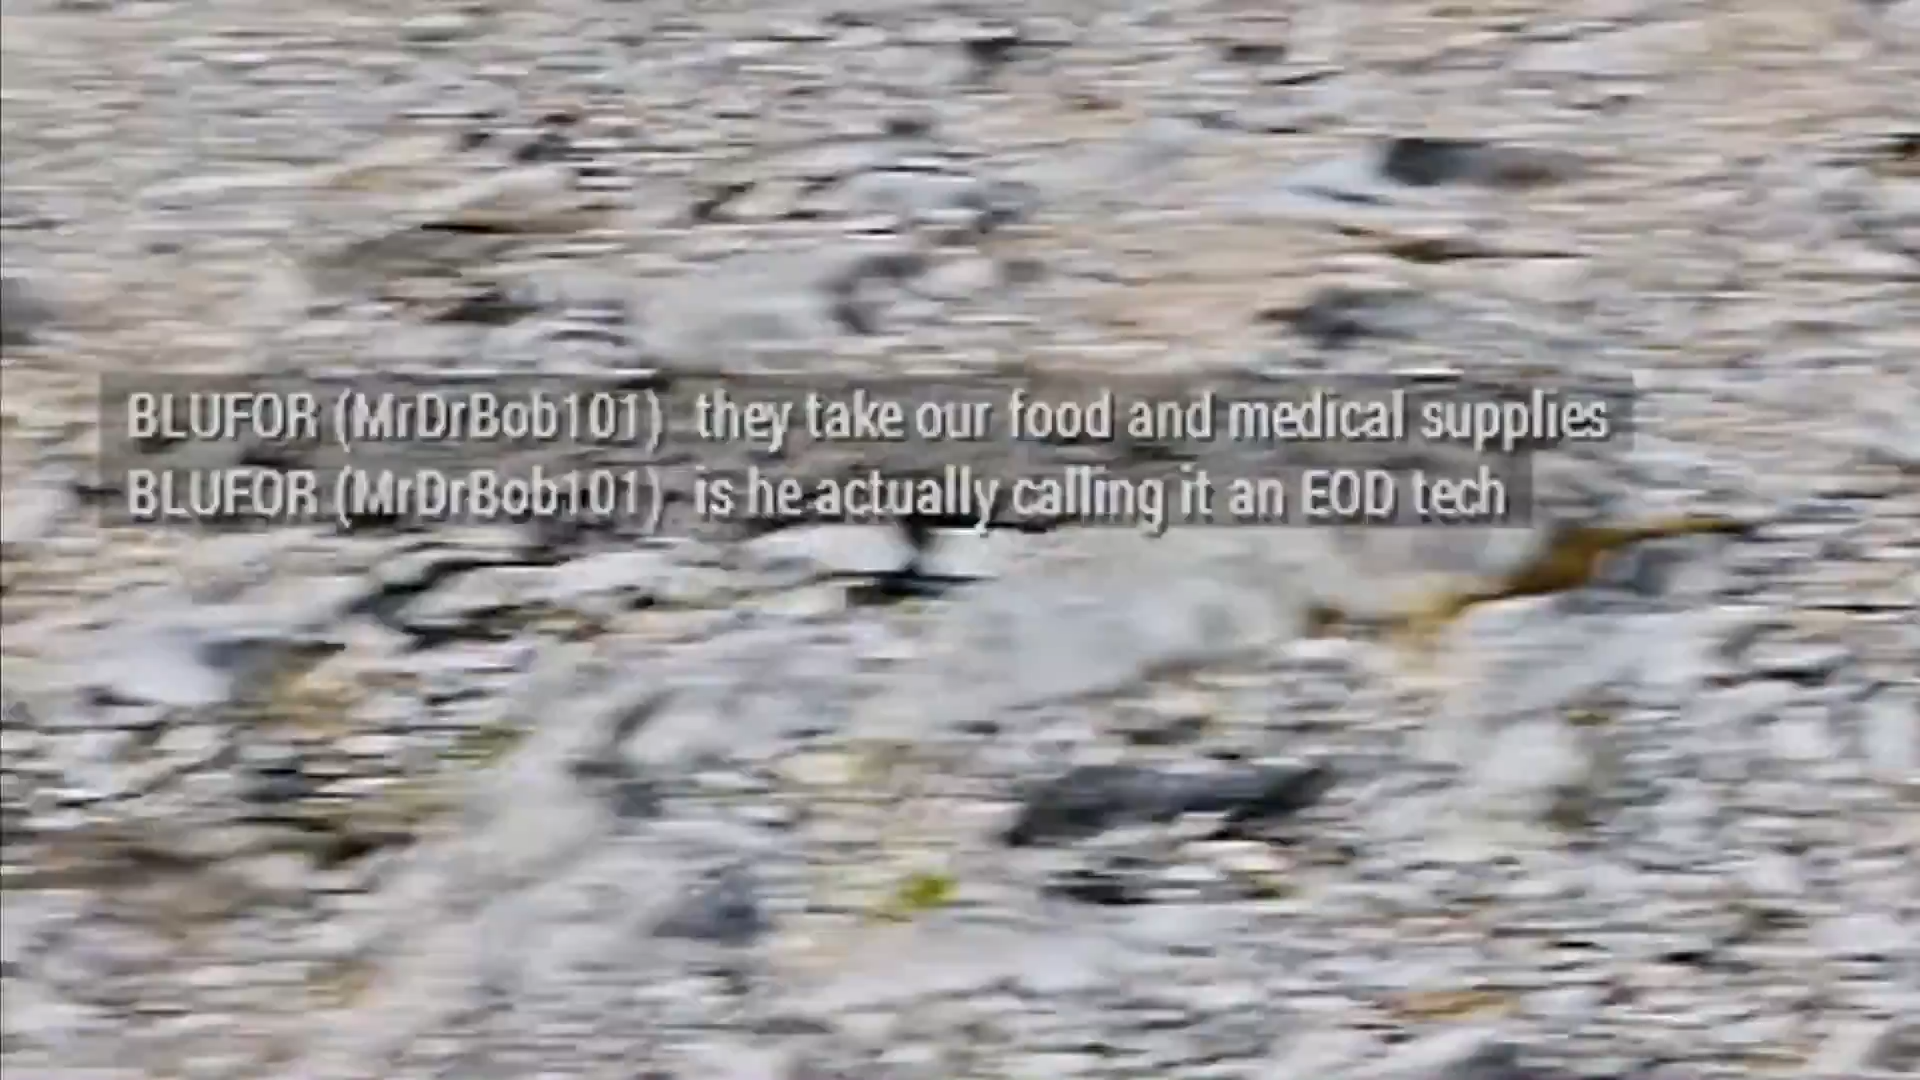 BLUFOR (MrDrBob101) they take our food and medical supplies
BLUFOR (MrDrBob101) is he actually calling it an EOD tech